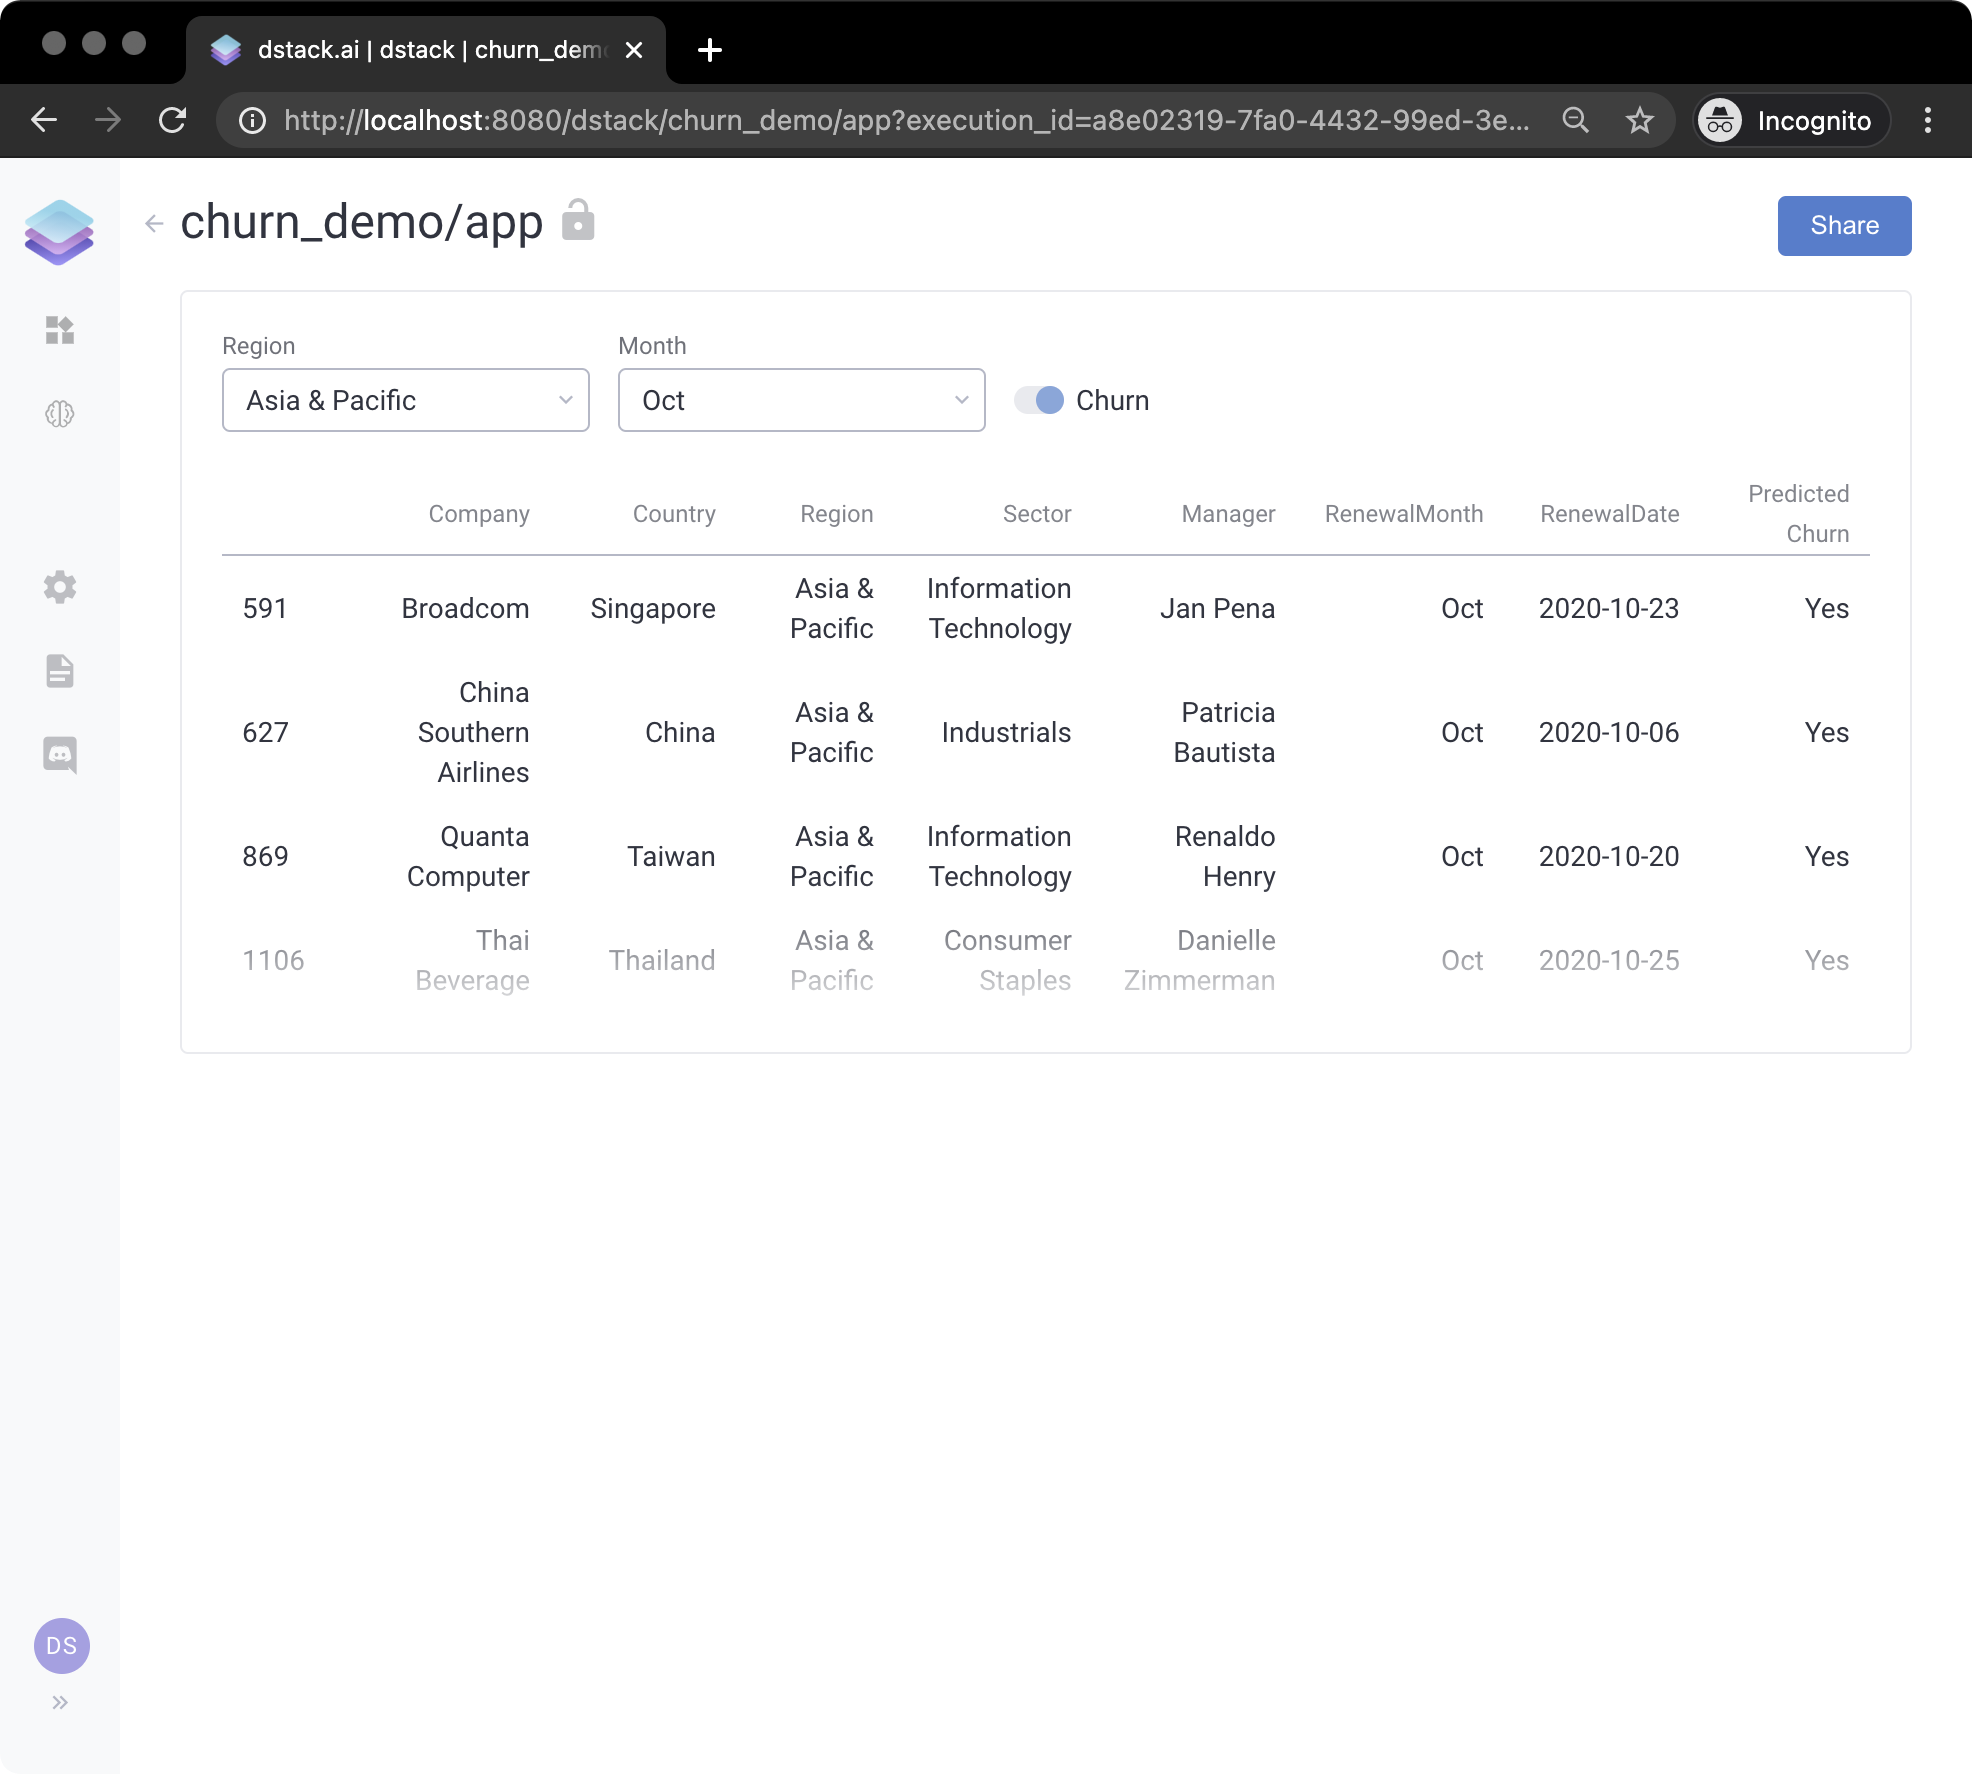 dstack.ai | dstack | churn_dem
http://localhost:8080/dstack/churn_demo/app?execution_id=a8e02319-7fa0-4432-99ed-3e...
Incognito
churn_demo/app
Share
Region
Month
Asia & Pacific
Oct
Churn
Company Country Region Sector Manager RenewalMonth RenewalDate Predicted
Churn
591 Broadcom Singapore Asia & Pacific Information Technology Jan Pena Oct 2020-10-23 Yes
627 China Southern Airlines China Asia & Pacific Industrials Patricia Bautista Oct 2020-10-06 Yes
869 Quanta Computer Taiwan Asia & Pacific Information Technology Renaldo Henry Oct 2020-10-20 Yes
1106 Thai Beverage Thailand Asia & Pacific Consumer Staples Danielle Zimmerman Oct 2020-10-25 Yes
DS